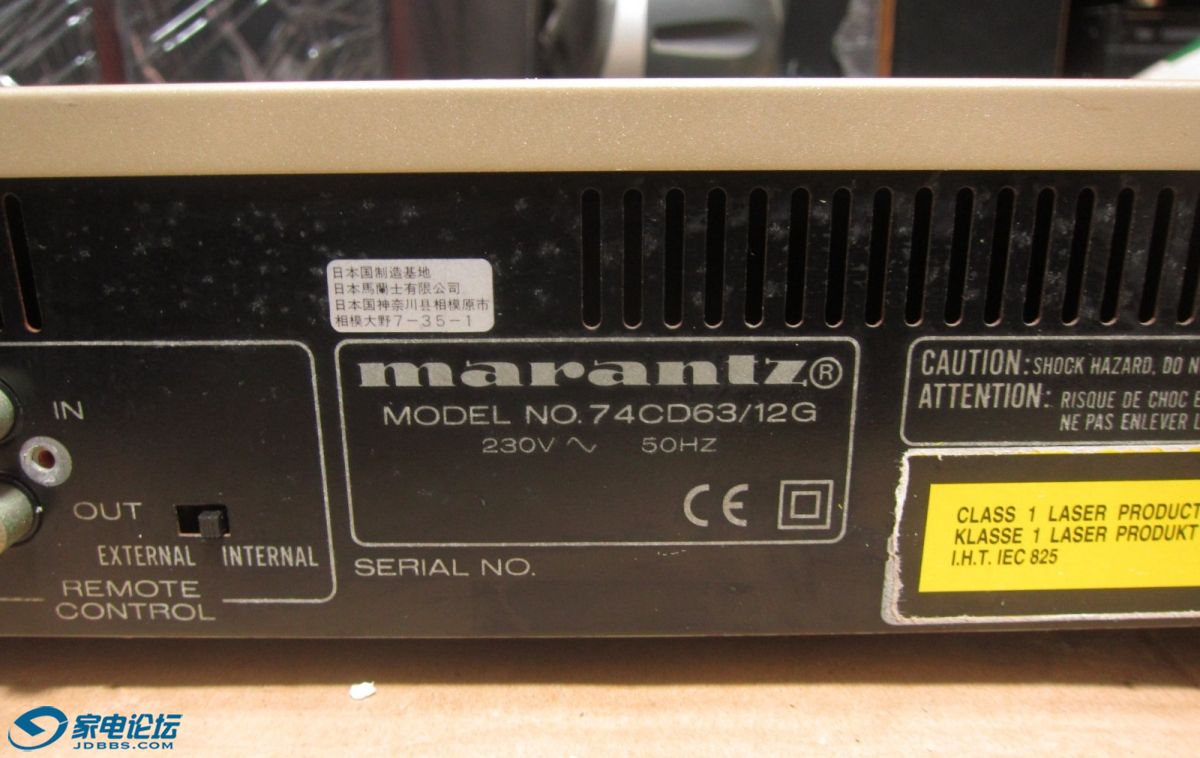 日本国制造基地
日本馬蘭士有限公司
日本国神奈川县相模原市
相模大野7-35-1
marantz®
MODEL NO. 74CD63/12G
230V ∿ 50HZ
CE
SERIAL NO.
IN
OUT
EXTERNAL INTERNAL
REMOTE
CONTROL
CAUTION: SHOCK HAZARD, DO
ATTENTION: RISQUE DE CHOC
NE PAS ENLEVER
CLASS 1 LASER PRODUCT
KLASSE 1 LASER PRODUKT
I.H.T. IEC 825
家电论坛
JDBBS.COM